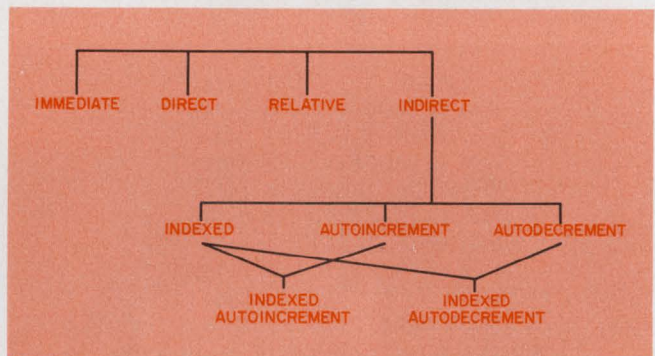 IMMEDIATE DIRECT RELATIVE INDIRECT
INDEXED AUTOINCREMENT AUTODECREMENT
INDEXED AUTOINCREMENT
INDEXED AUTODECREMENT